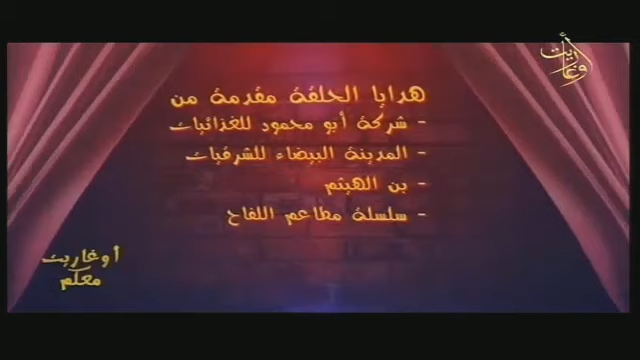 أوغاريت
هدايا الحلقة مقدمة من
- شركة أبو محمود للغذائيات
- المدينة البيضاء للشرقيات
- بن الهيثم
- سلسلة مطاعم اللفاح
أوغاريت
معكم